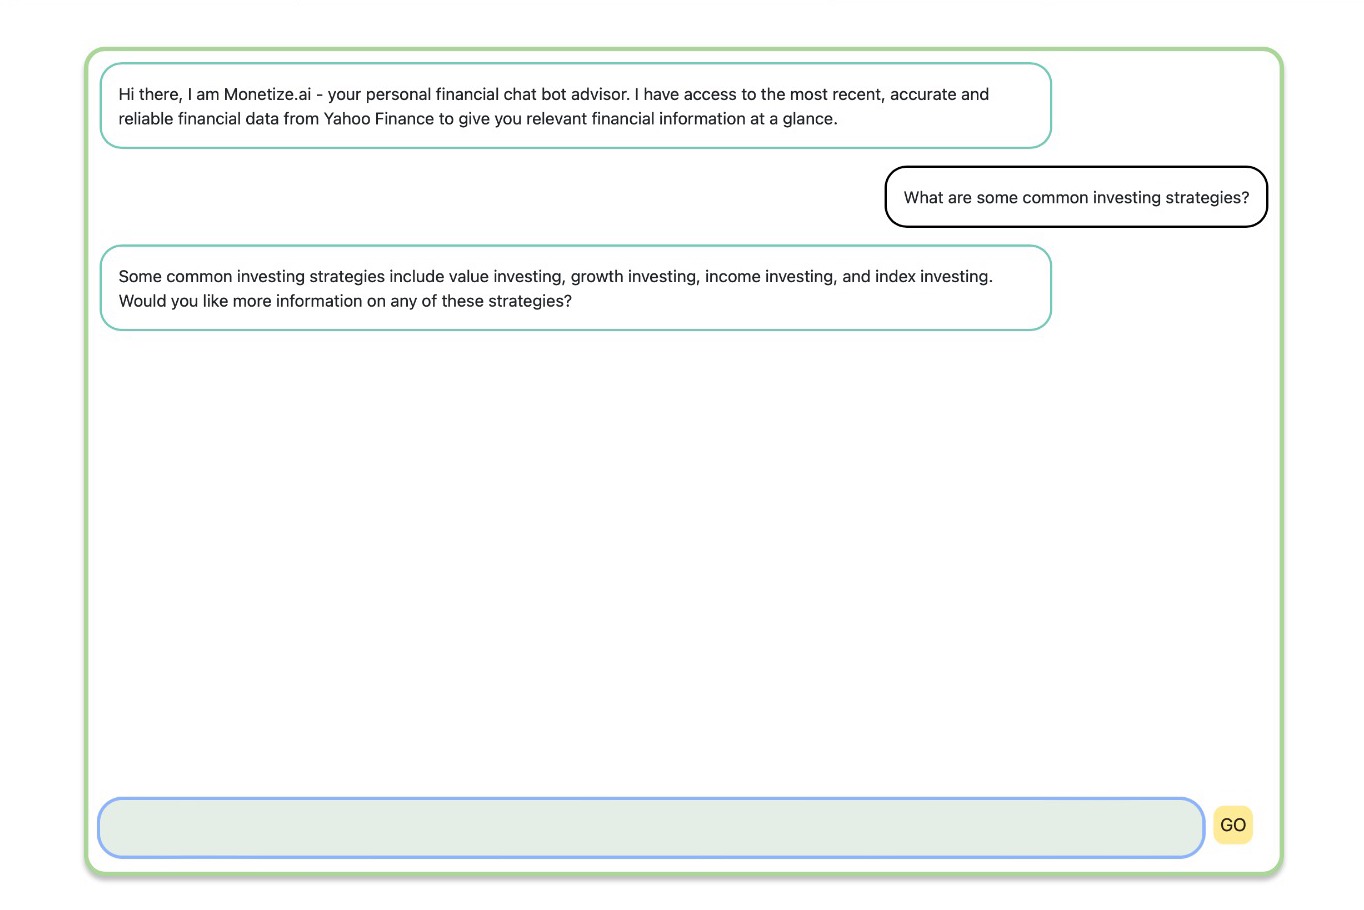 Hi there, I am Monetize.ai - your personal financial chat bot advisor. I have access to the most recent, accurate and
reliable financial data from Yahoo Finance to give you relevant financial information at a glance.
What are some common investing strategies?
Some common investing strategies include value investing, growth investing, income investing, and index investing.
Would you like more information on any of these strategies?
GO